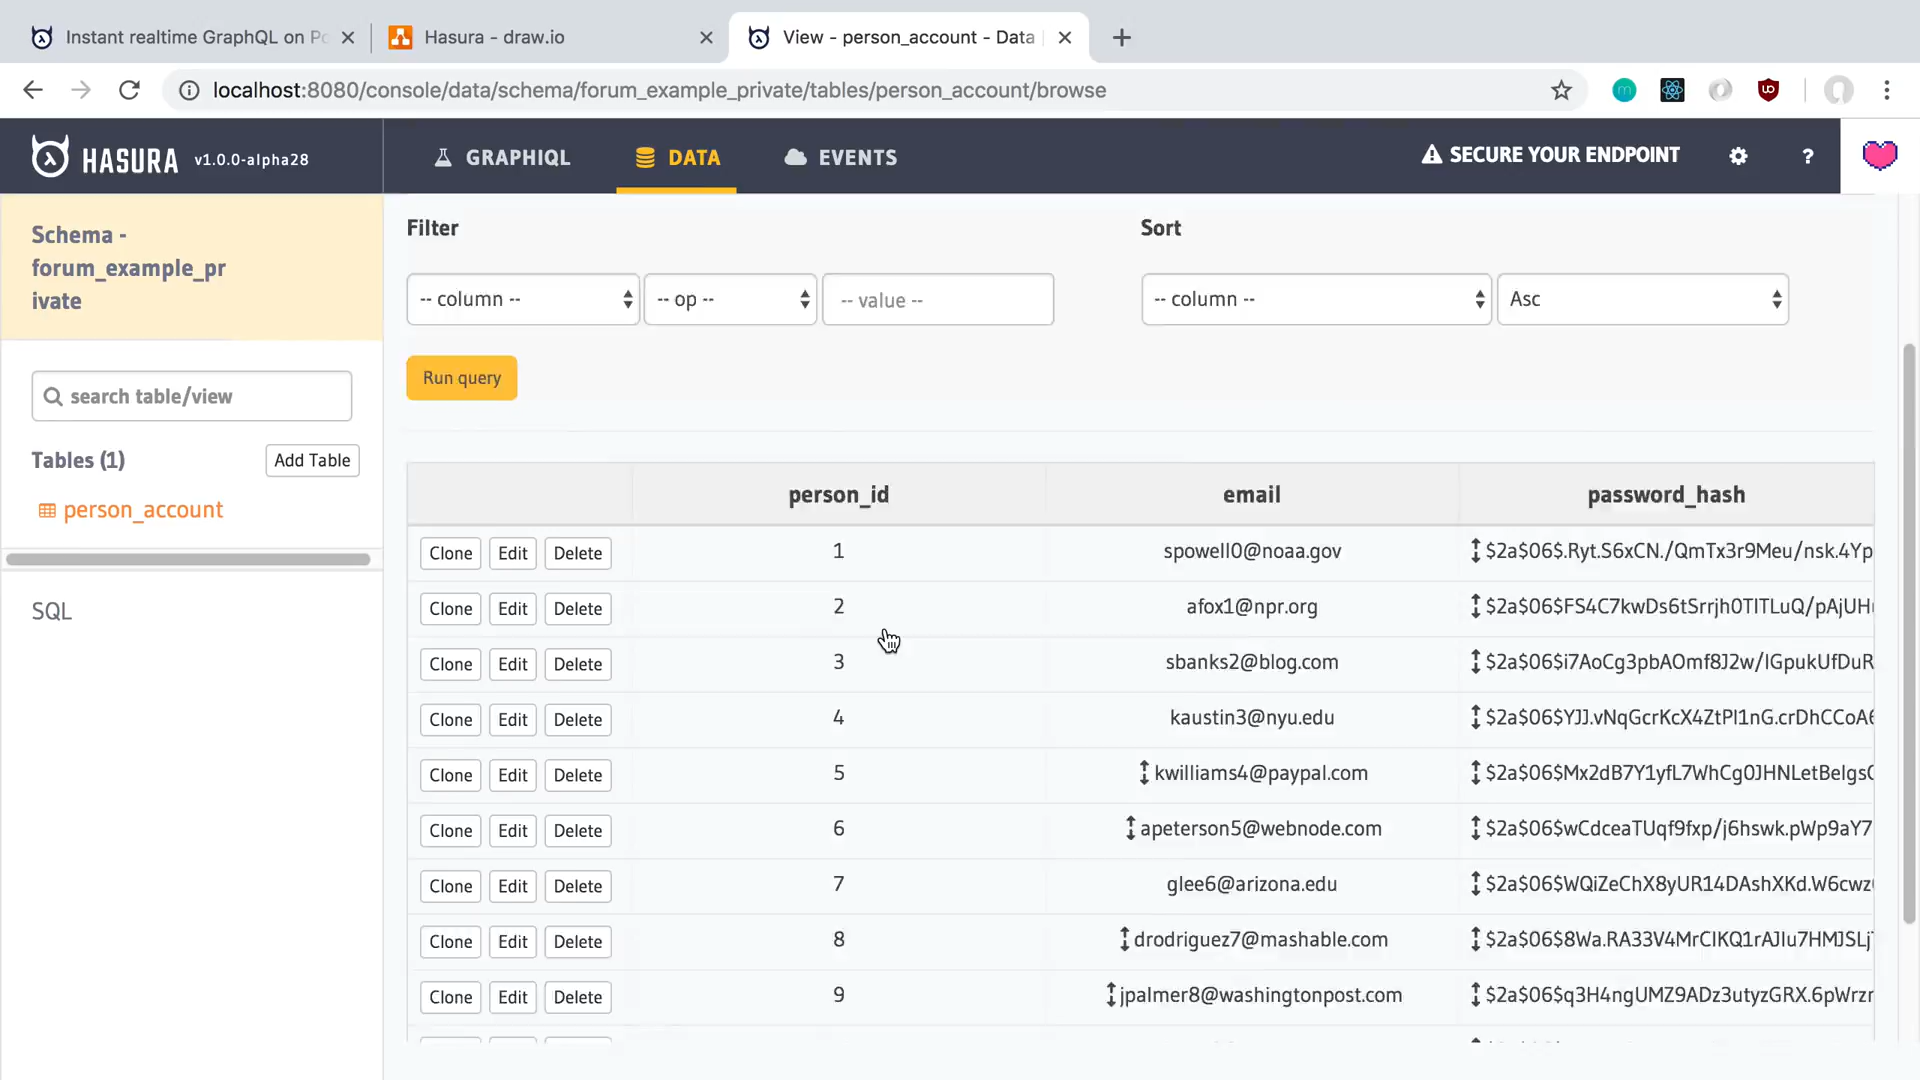 Instant realtime GraphQL on Po
Hasura - draw.io
View - person_account - Data
localhost:8080/console/data/schema/forum_example_private/tables/person_account/browse
HASURA v1.0.0-alpha28
GRAPHIQL
DATA
EVENTS
SECURE YOUR ENDPOINT
?
Schema -
forum_example_pr
ivate
search table/view
Tables (1)
Add Table
person_account
SQL
Filter
Sort
-- column --
-- op --
-- value --
-- column --
Asc
Run query
person_id email password_hash
Clone Edit Delete 1 spowell0@noaa.gov $2a$06$.Ryt.S6xCN./QmTx3r9Meu/nsk.4Yp
Clone Edit Delete 2 afox1@npr.org $2a$06$FS4C7kwDs6tSrrjh0TITLuQ/pAjUH
Clone Edit Delete 3 sbanks2@blog.com $2a$06$i7AoCg3pbAOmf8J2w/IGpukUfDuR
Clone Edit Delete 4 kaustin3@nyu.edu $2a$06$YJJ.vNqGcrKcX4ZtPI1nG.crDhCCoA6
Clone Edit Delete 5 kwilliams4@paypal.com $2a$06$Mx2dB7Y1yfL7WhCg0JHNLetBeIgs
Clone Edit Delete 6 apeterson5@webnode.com $2a$06$wCdceaTUqf9fxp/j6hswk.pWp9aY7
Clone Edit Delete 7 glee6@arizona.edu $2a$06$WQiZeChX8yUR14DAshXKd.W6cwz
Clone Edit Delete 8 drodriguez7@mashable.com $2a$06$8Wa.RA33V4MrCIKQ1rAJIu7HMJSLj
Clone Edit Delete 9 jpalmer8@washingtonpost.com $2a$06$q3H4ngUMZ9ADz3utyzGRX.6pWrzr